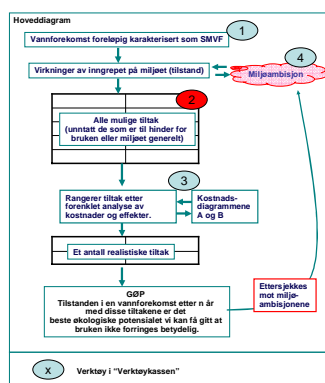 Hoveddiagram
1
Vannforekomst foreløpig karakterisert som SMVF
4
Virkninger av inngrepet på miljøet (tilstand)
Miljøambisjon
2
Alle mulige tiltak
(unntatt de som er til hinder for
bruken eller miljøet generelt)
3
Rangerer tiltak etter
forenklet analyse av
kostnader og effekter.
Kostnads-
diagrammene
A og B
Et antall realistiske tiltak
GØP
Tilstanden i en vannforekomst etter n år
med disse tiltakene er det
beste økologiske potensialet vi kan få gitt at
bruken ikke forringes betydelig.
Ettersjekkes
mot miljø-
ambisjonene
x
Verktøy i "Verktøykassen"